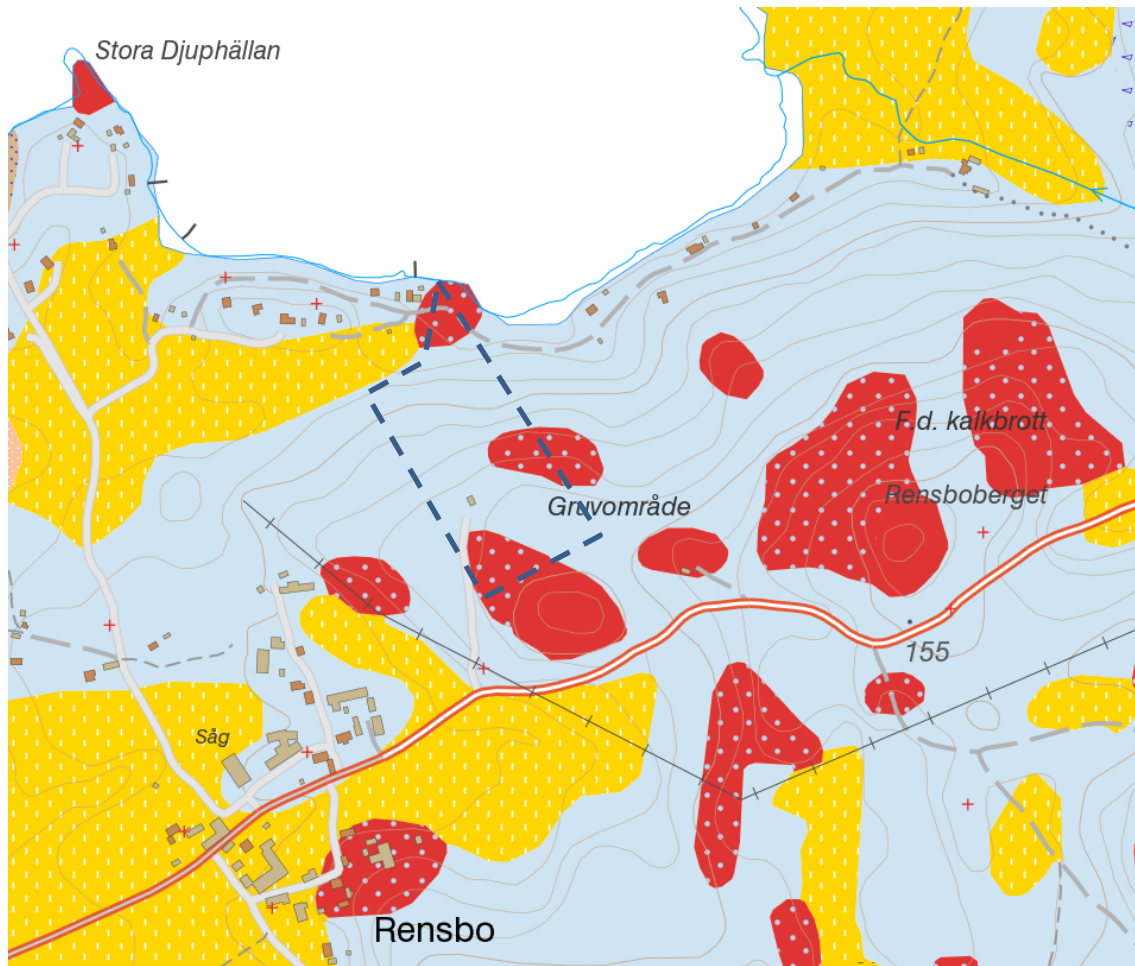 Stora Djuphällan
F.d. kalkbrott
Rensboberget
Gruvområde
155
Såg
Rensbo